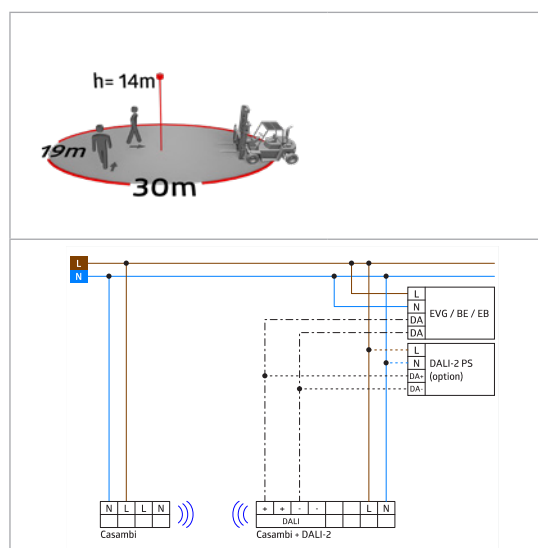 h= 14m
19m
30m
L
N
L
N
DA
DA
EVG / BE / EB
L
N
DA+
DA-
DALI-2 PS
(option)
N L L N
Casambi
+ + - - L N
DALI
Casambi + DALI-2